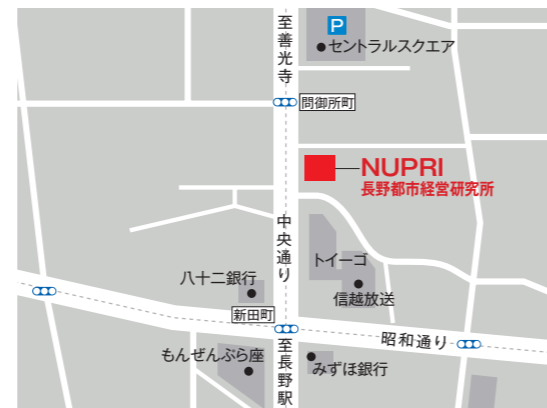 至善光寺
P
セントラルスクエア
問御所町
NUPRI
長野都市経営研究所
中央通り
トイーゴ
八十二銀行
信越放送
新田町
昭和通り
もんぜんぷら座
みずほ銀行
至長野駅